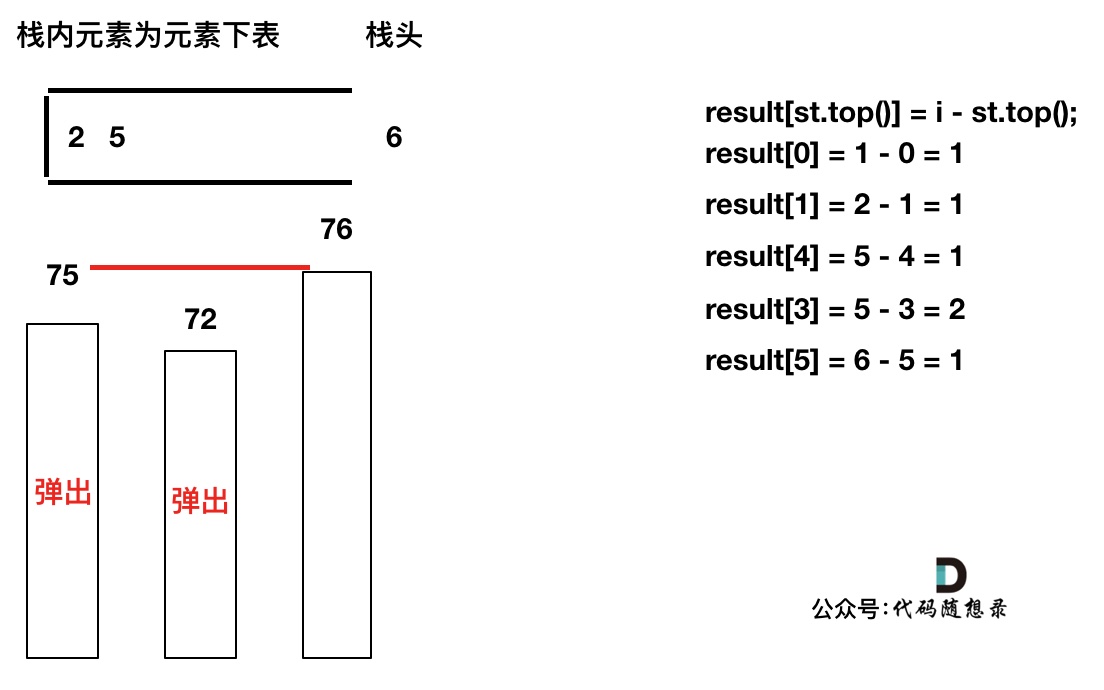 栈内元素为元素下表 栈头
2 5 6
76
75
72
弹出 弹出
result[st.top()] = i - st.top();
result[0] = 1 - 0 = 1
result[1] = 2 - 1 = 1
result[4] = 5 - 4 = 1
result[3] = 5 - 3 = 2
result[5] = 6 - 5 = 1
D
公众号:代码随想录